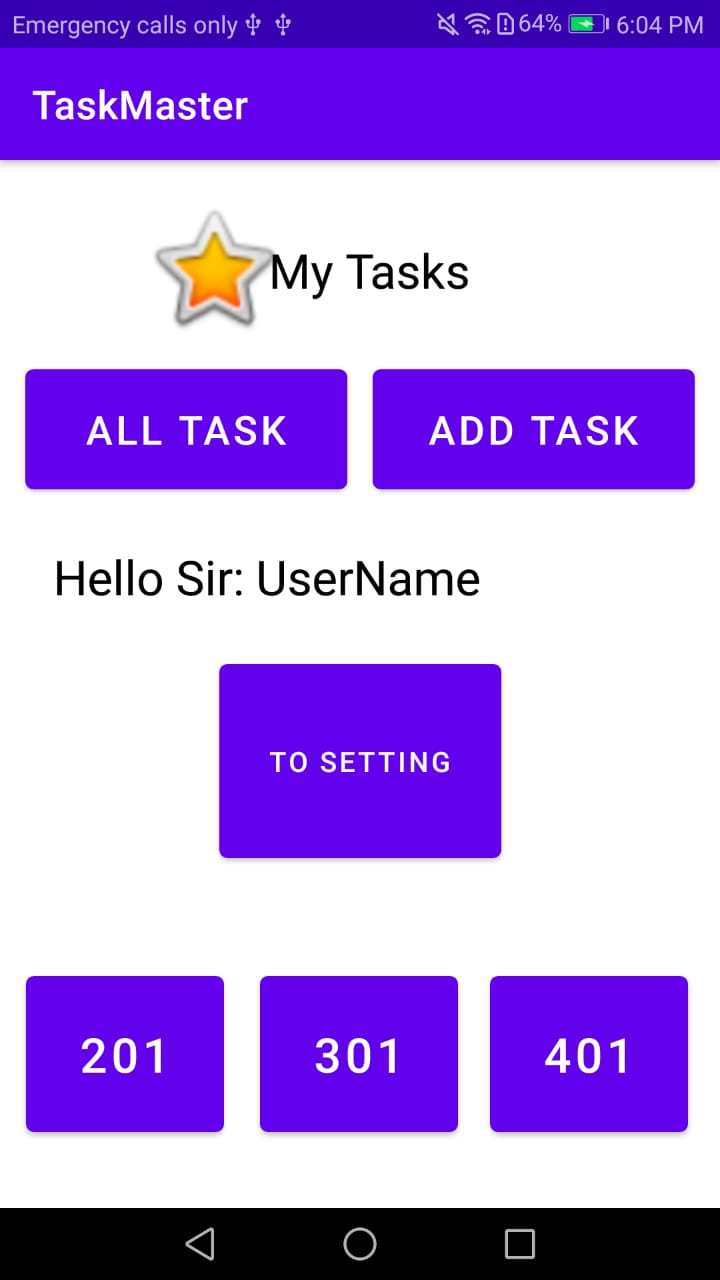 Emergency calls only 64% 6:04 PM
TaskMaster
My Tasks
ALL TASK ADD TASK
Hello Sir: UserName
TO SETTING
201 301 401